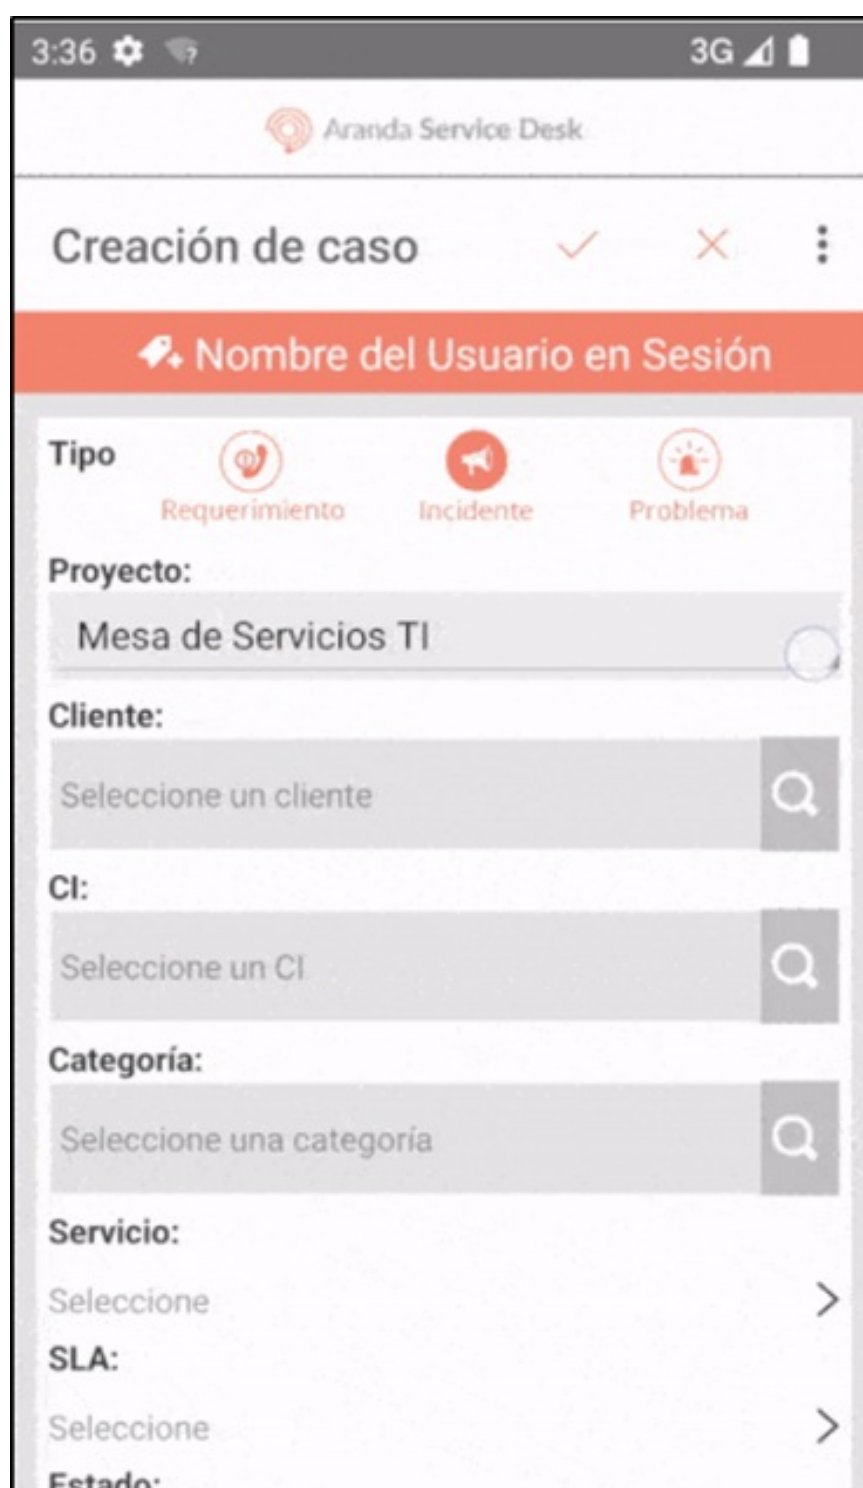 3:36
3G
Aranda Service Desk
Creación de caso
Nombre del Usuario en Sesión
Tipo
Requerimiento
Incidente
Problema
Proyecto:
Mesa de Servicios TI
Cliente:
Seleccione un cliente
CI:
Seleccione un CI
Categoría:
Seleccione una categoría
Servicio:
Seleccione
SLA:
Seleccione
Estado: